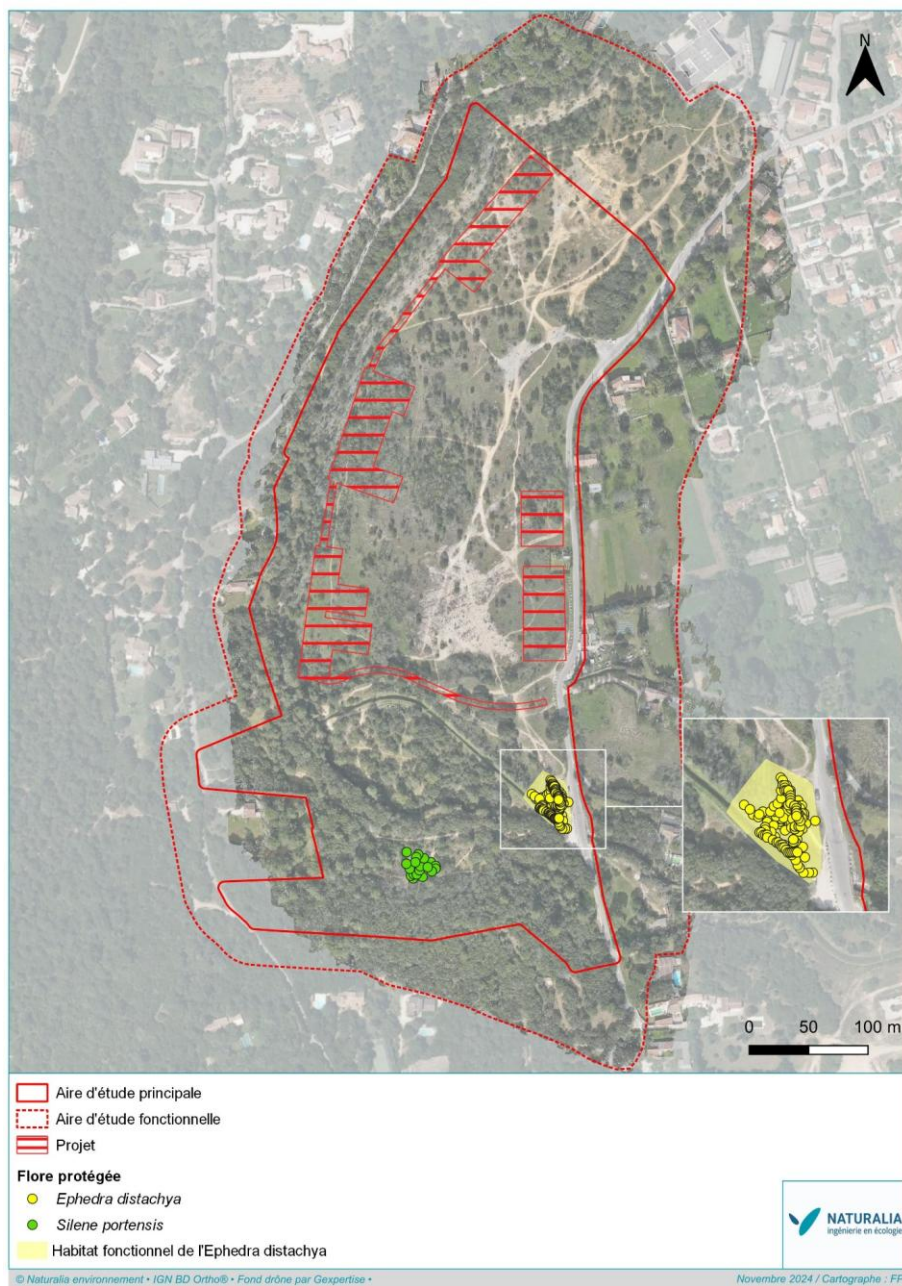 N
0 50 100 m
Aire d'étude principale
Aire d'étude fonctionnelle
Projet
Flore protégée
Ephedra distachya
Silene portensis
Habitat fonctionnel de l'Ephedra distachya
NATURALIA
ingénierie en écologie
© Naturalia environnement • IGN BD Ortho® • Fond drône par Gexpertise •
Novembre 2024 / Cartographe : FF